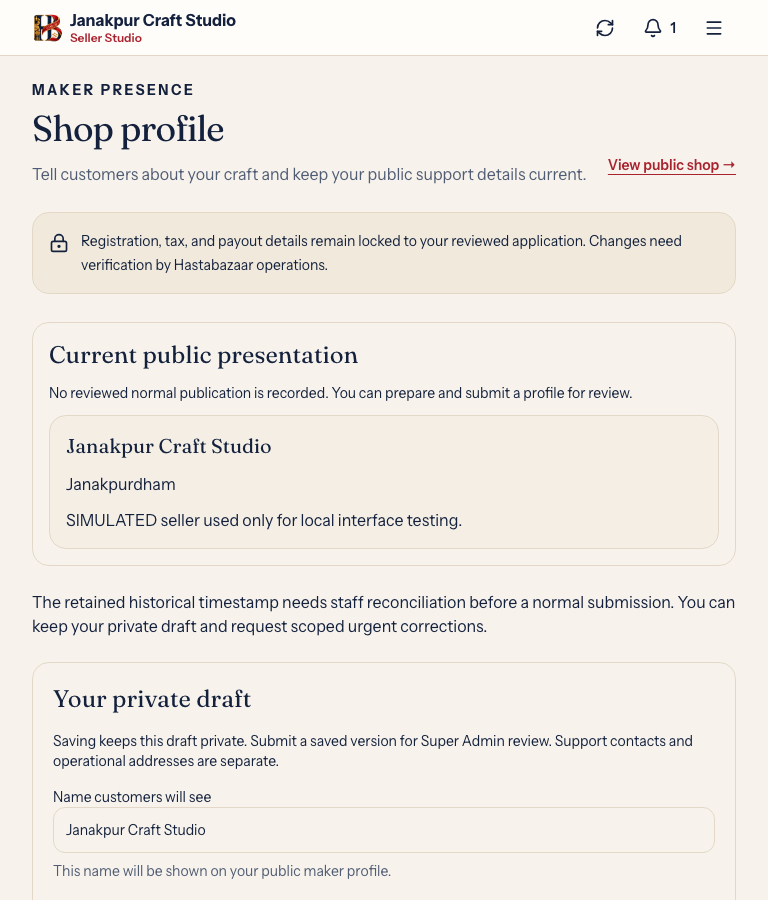 Janakpur Craft Studio
Seller Studio
1
MAKER PRESENCE
Shop profile
Tell customers about your craft and keep your public support details current.
View public shop →
Registration, tax, and payout details remain locked to your reviewed application. Changes need
verification by Hastabazaar operations.
Current public presentation
No reviewed normal publication is recorded. You can prepare and submit a profile for review.
Janakpur Craft Studio
Janakpurdham
SIMULATED seller used only for local interface testing.
The retained historical timestamp needs staff reconciliation before a normal submission. You can
keep your private draft and request scoped urgent corrections.
Your private draft
Saving keeps this draft private. Submit a saved version for Super Admin review. Support contacts and
operational addresses are separate.
Name customers will see
Janakpur Craft Studio
This name will be shown on your public maker profile.